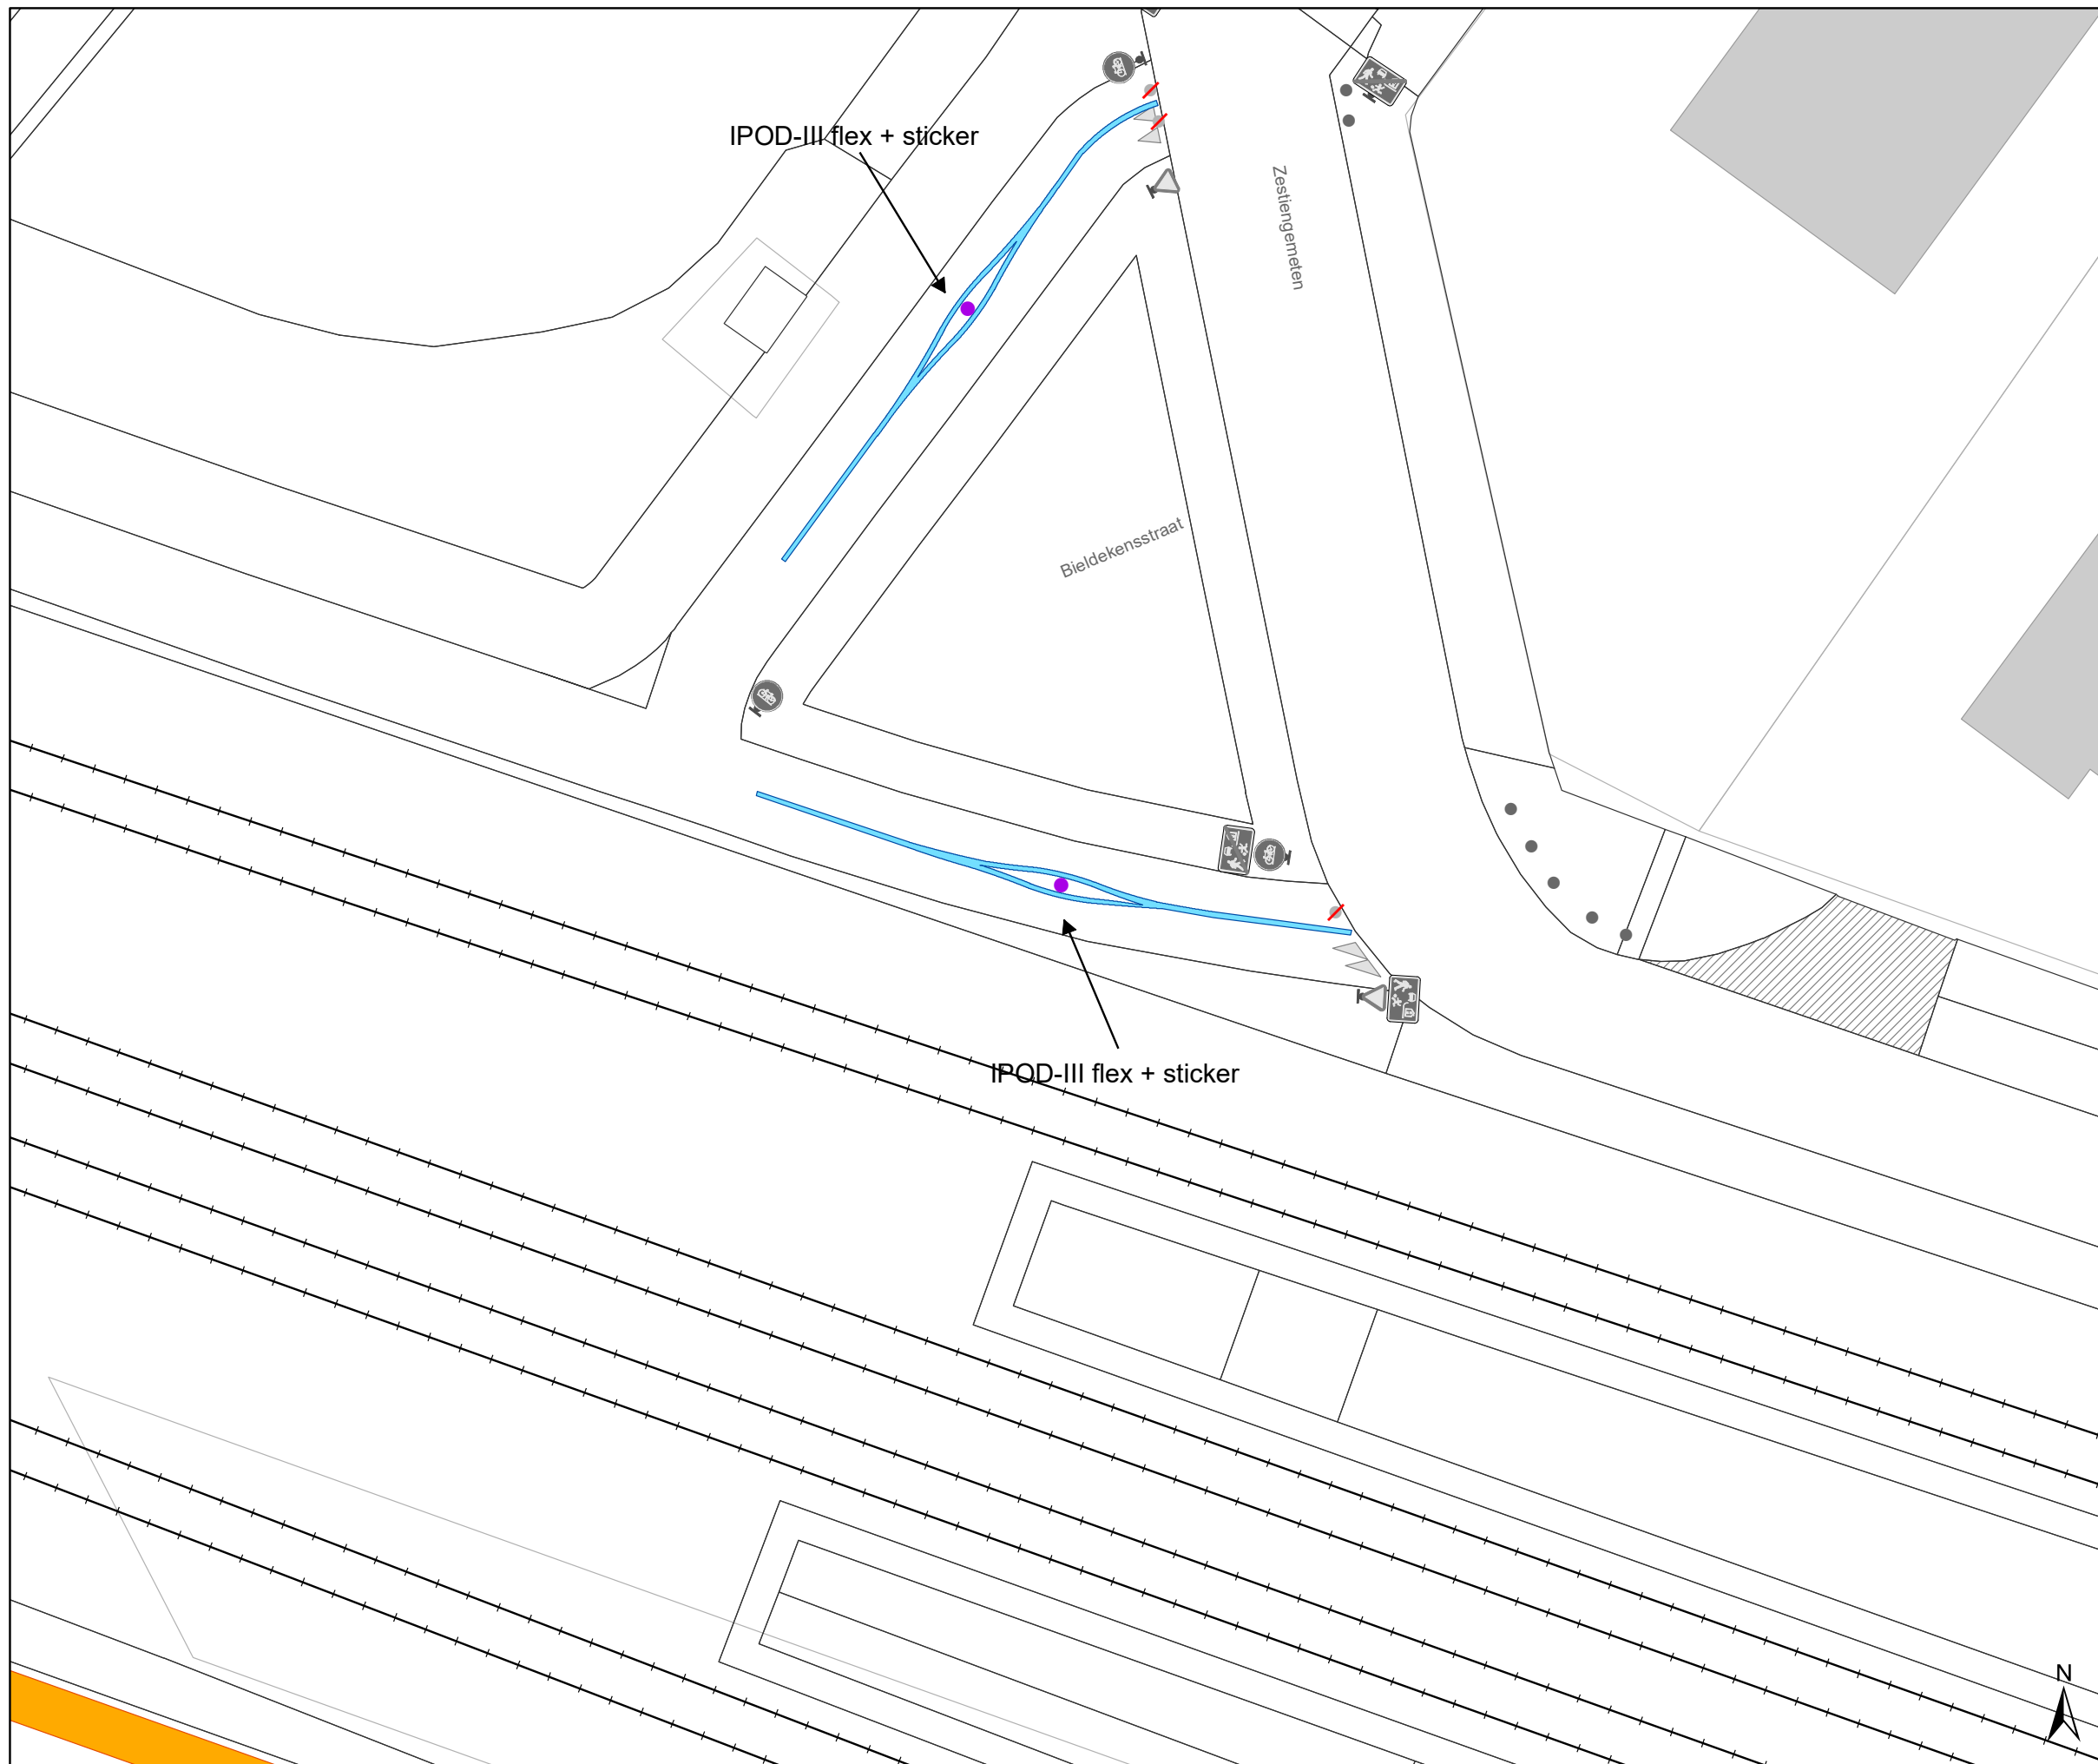 IPOD-III flex + sticker
Zestiengemeten
Bieldekensstraat
IPOD-III flex + sticker
N